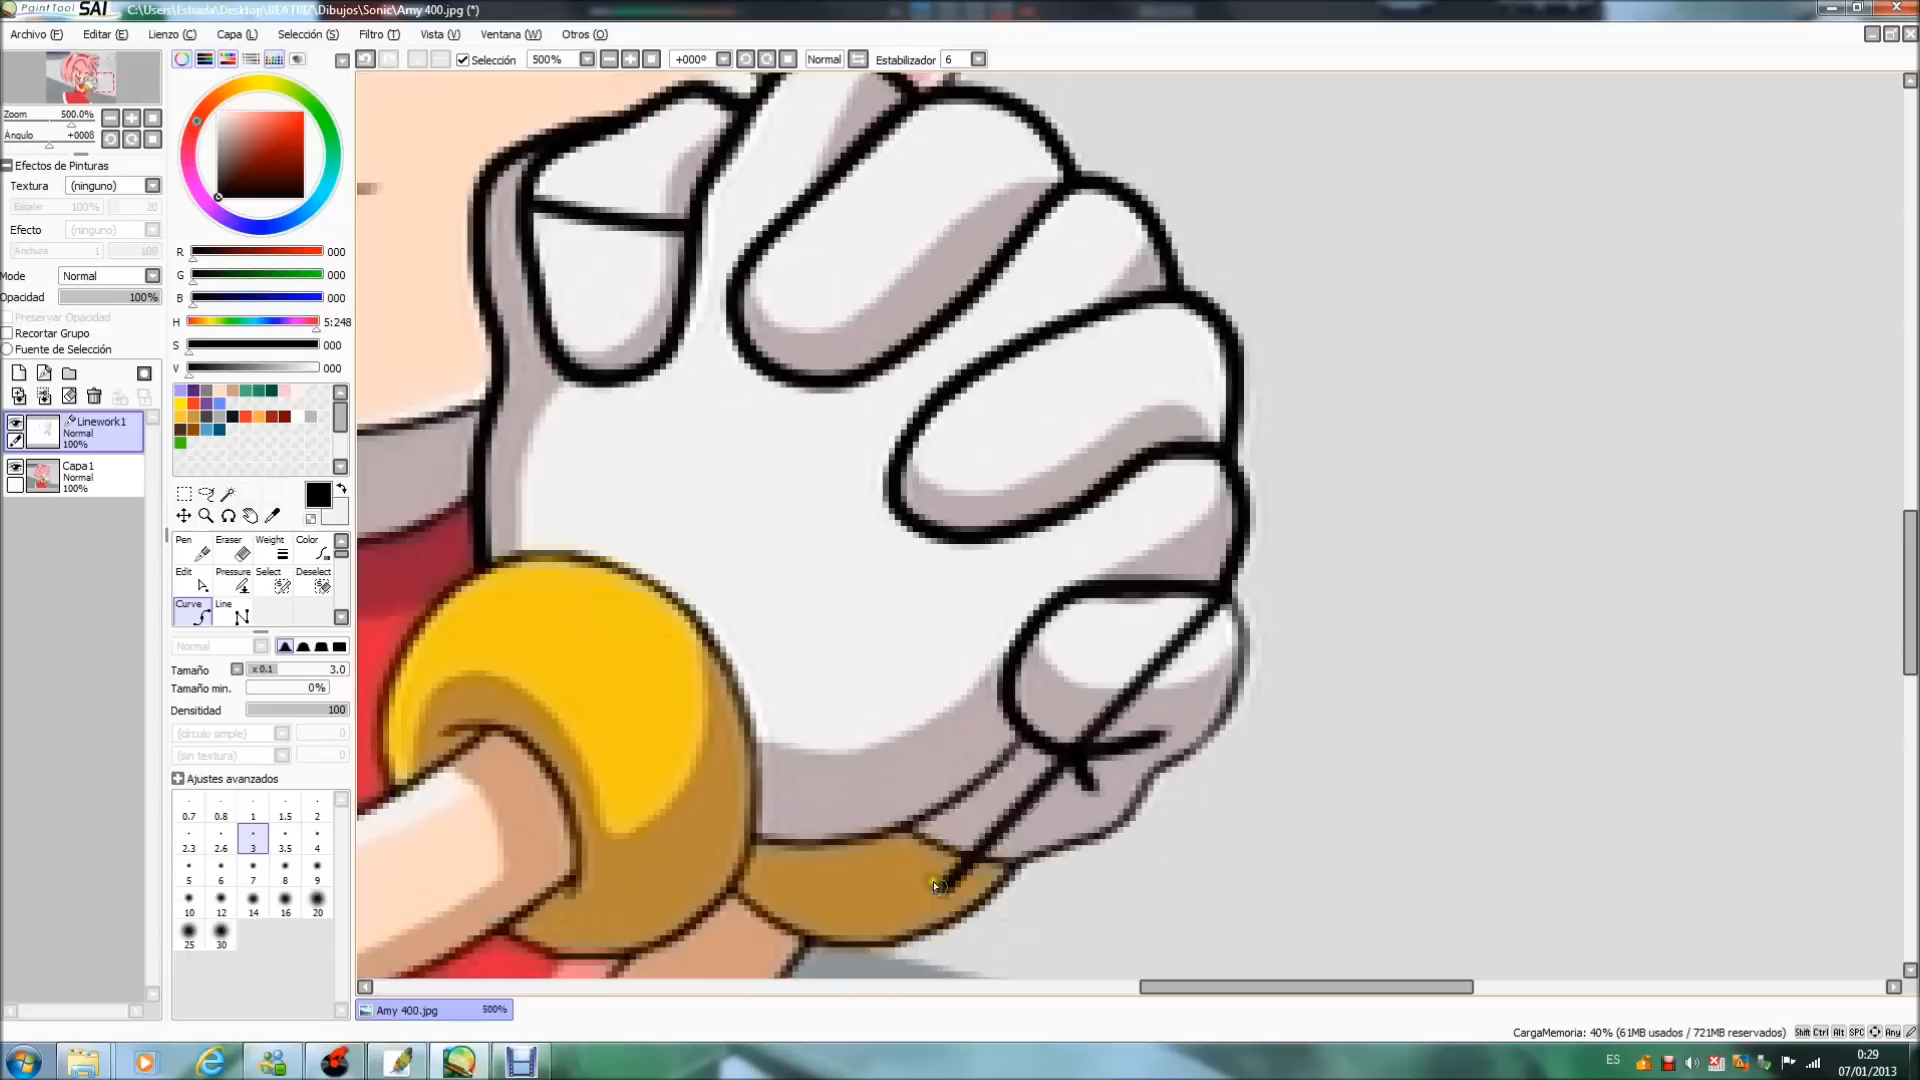 PaintTool SAI C:\Users\Estrada\Desktop\BEATRIZ\Dibujos\Sonic\Amy 400.jpg (*)
Archivo (F) Editar (E) Lienzo (C) Capa (L) Selección (S) Filtro (T) Vista (V) Ventana (W) Otros (O)
Selección 500% +000º Normal Estabilizador 6
Zoom 500.0%
Ángulo +000º
Efectos de Pinturas
Textura (ninguno)
Escalar 100% 20
Efecto (ninguno)
Anchura 1 100
Mode Normal
Opacidad 100%
Preservar Opacidad
Recortar Grupo
Fuente de Selección
Linework1
Normal
100%
Capa1
Normal
100%
R 000
G 000
B 000
H 5:248
S 000
V 000
Pen Eraser Weight Color
Edit Pressure Select Deselect
Curve Line
Normal
Tamaño x 0.1 3.0
Tamaño min. 0%
Densitidad 100
(círculo simple) 0
(sin textura) 0
Ajustes avanzados
0.7 0.8 1 1.5 2
2.3 2.6 3 3.5 4
5 6 7 8 9
10 12 14 16 20
25 30
Amy 400.jpg 500%
CargaMemoria: 40% (61MB usados / 721MB reservados) Shift Ctrl Alt SPC Any
ES 0:29
07/01/2013